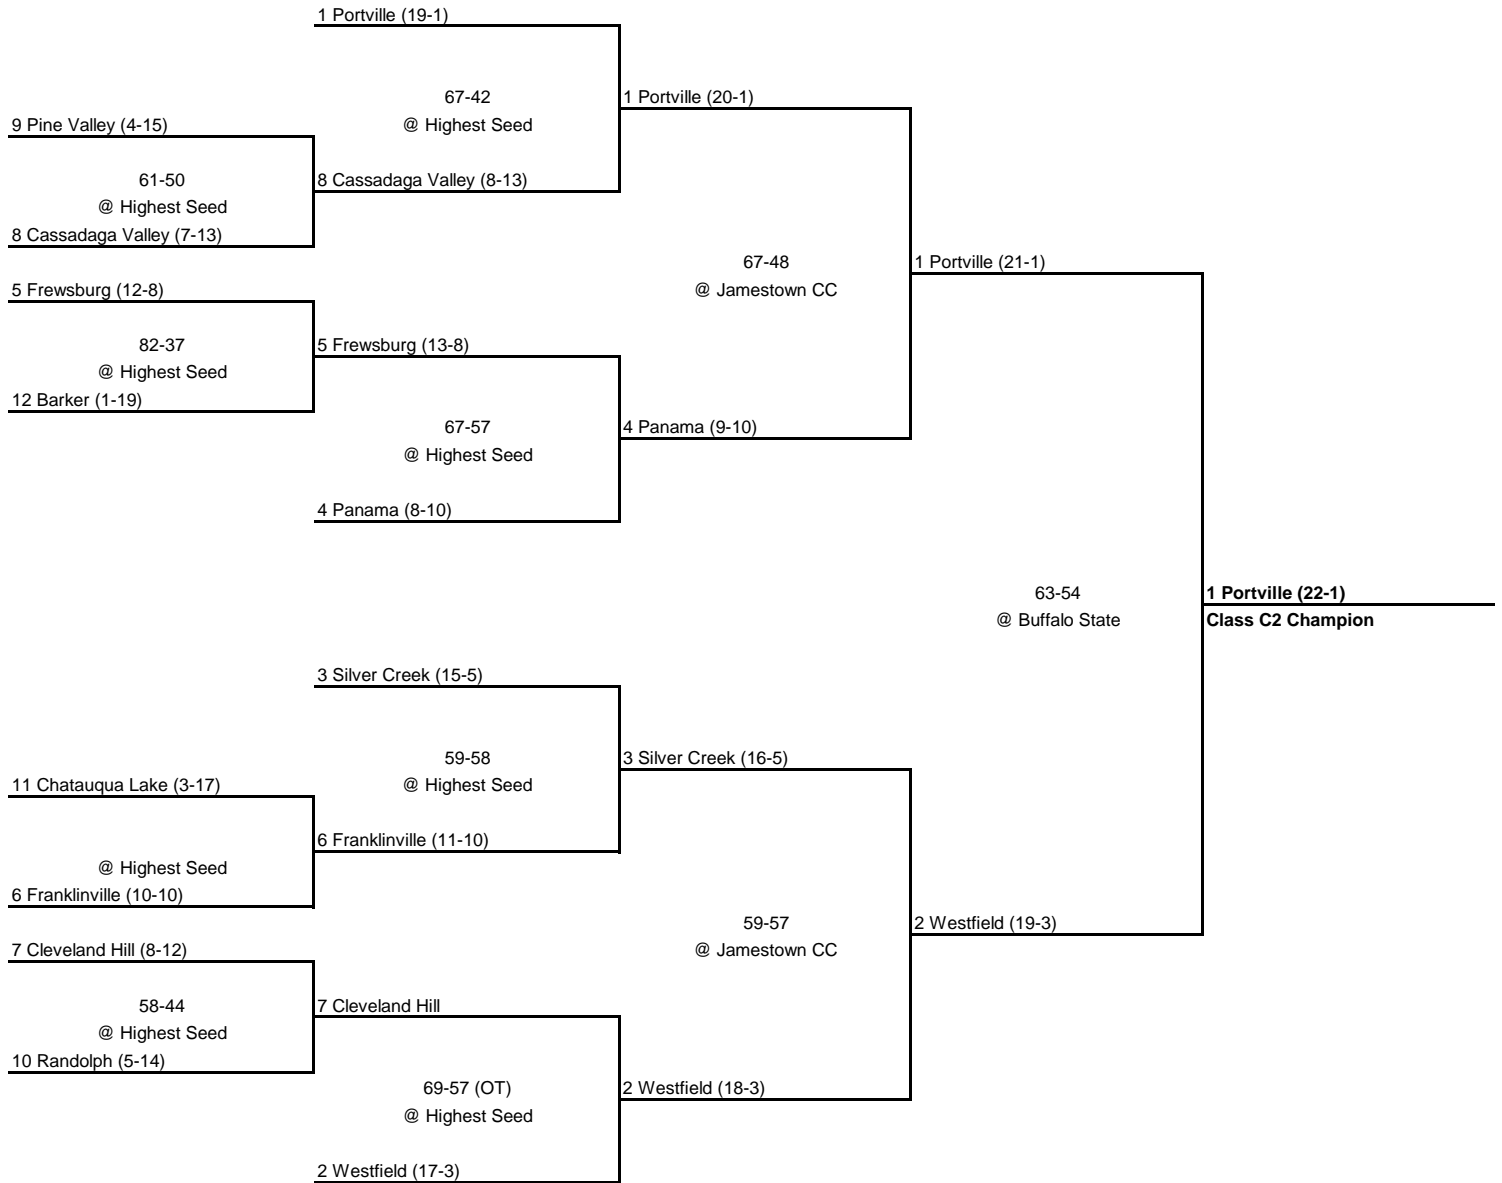 1 Portville (19-1)
67-42
@ Highest Seed
1 Portville (20-1)
9 Pine Valley (4-15)
61-50
@ Highest Seed
8 Cassadaga Valley (8-13)
8 Cassadaga Valley (7-13)
67-48
@ Jamestown CC
1 Portville (21-1)
5 Frewsburg (12-8)
82-37
@ Highest Seed
5 Frewsburg (13-8)
12 Barker (1-19)
67-57
@ Highest Seed
4 Panama (9-10)
4 Panama (8-10)
63-54
@ Buffalo State
1 Portville (22-1)
Class C2 Champion
3 Silver Creek (15-5)
59-58
@ Highest Seed
3 Silver Creek (16-5)
11 Chatauqua Lake (3-17)
6 Franklinville (11-10)
@ Highest Seed
6 Franklinville (10-10)
59-57
@ Jamestown CC
2 Westfield (19-3)
7 Cleveland Hill (8-12)
58-44
@ Highest Seed
7 Cleveland Hill
10 Randolph (5-14)
69-57 (OT)
@ Highest Seed
2 Westfield (18-3)
2 Westfield (17-3)